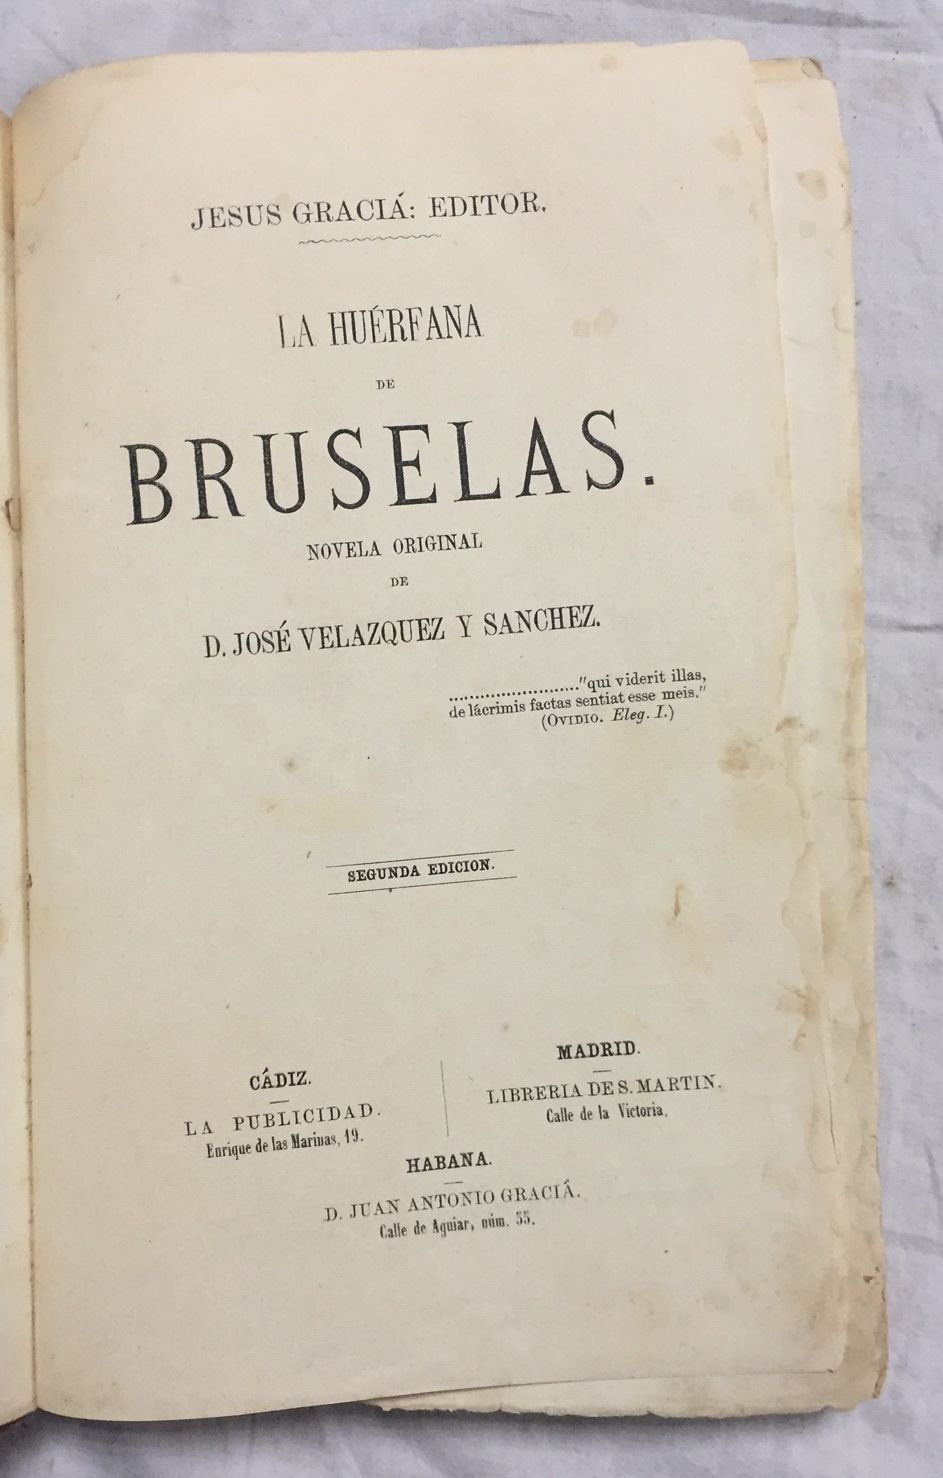 JESUS GRACIÁ: EDITOR.
LA HUÉRFANA
DE
BRUSELAS.
NOVELA ORIGINAL
DE
D. JOSÉ VELAZQUEZ Y SANCHEZ.
.........................."qui viderit illas,
de lácrimis factas sentiat esse meis."
(OVIDIO. Eleg. I.)
SEGUNDA EDICION.
CÁDIZ.
LA PUBLICIDAD.
Enrique de las Marinas, 19.
MADRID.
LIBRERIA DE S. MARTIN.
Calle de la Victoria.
HABANA.
D. JUAN ANTONIO GRACIÁ.
Calle de Aguiar, núm. 55.